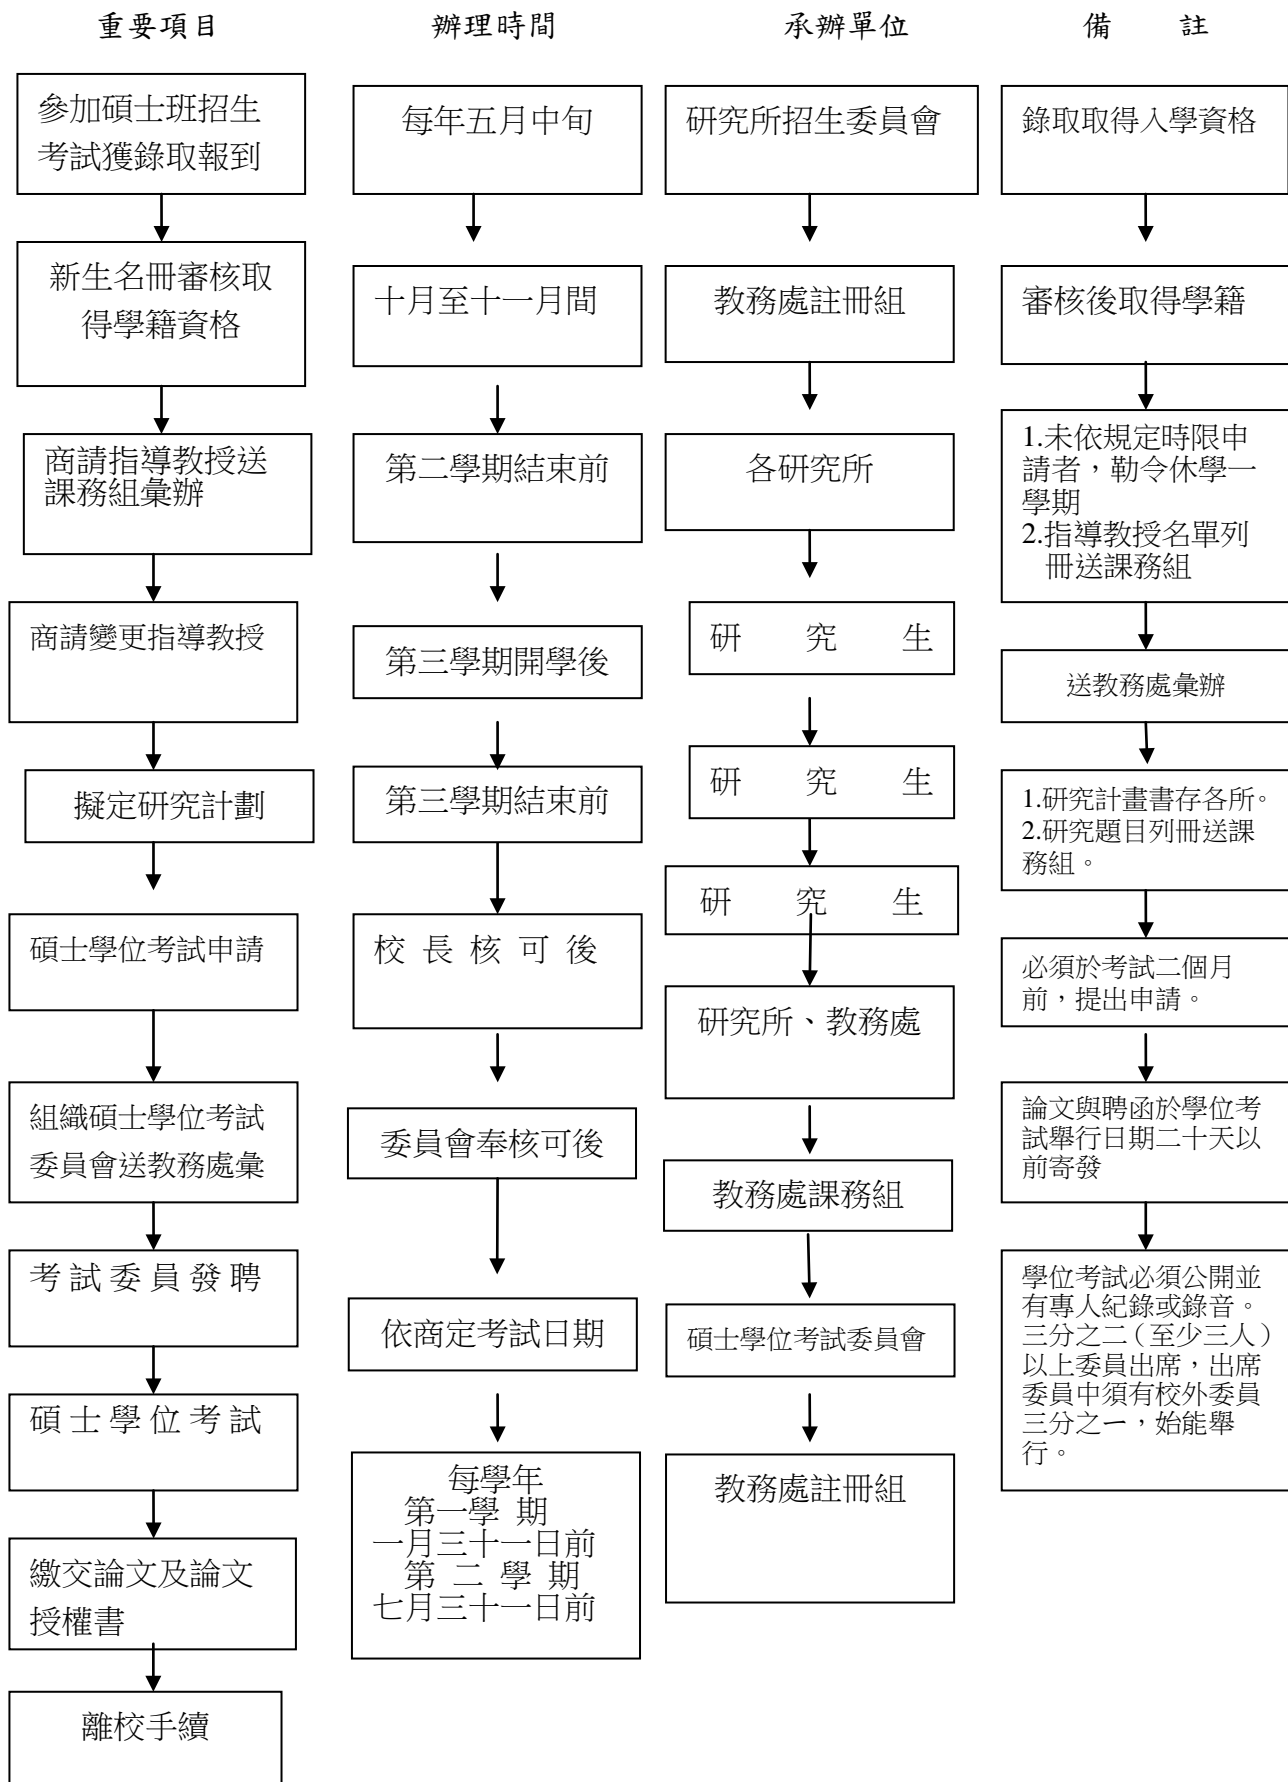 重要項目
辦理時間
承辦單位
備 註
參加碩士班招生
考試獲錄取報到
每年五月中旬
研究所招生委員會
錄取取得入學資格
新生名冊審核取
得學籍資格
十月至十一月間
教務處註冊組
審核後取得學籍
商請指導教授送
課務組彙辦
第二學期結束前
各研究所
1.未依規定時限申
請者，勒令休學一
學期
2.指導教授名單列
冊送課務組
商請變更指導教授
第三學期開學後
研 究 生
送教務處彙辦
擬定研究計劃
第三學期結束前
研 究 生
1.研究計畫書存各所。
2.研究題目列冊送課
務組。
碩士學位考試申請
校 長 核 可 後
研 究 生
必須於考試二個月
前，提出申請。
組織碩士學位考試
委員會送教務處彙
委員會奉核可後
研究所、教務處
論文與聘函於學位考
試舉行日期二十天以
前寄發
考 試 委 員 發 聘
依商定考試日期
教務處課務組
學位考試必須公開並
有專人紀錄或錄音。
三分之二（至少三人）
以上委員出席，出席
委員中須有校外委員
三分之一，始能舉
行。
碩 士 學 位 考 試
每學年
第一學 期
一月三十一日前
第 二 學 期
七月三十一日前
碩士學位考試委員會
繳交論文及論文
授權書
教務處註冊組
離校手續